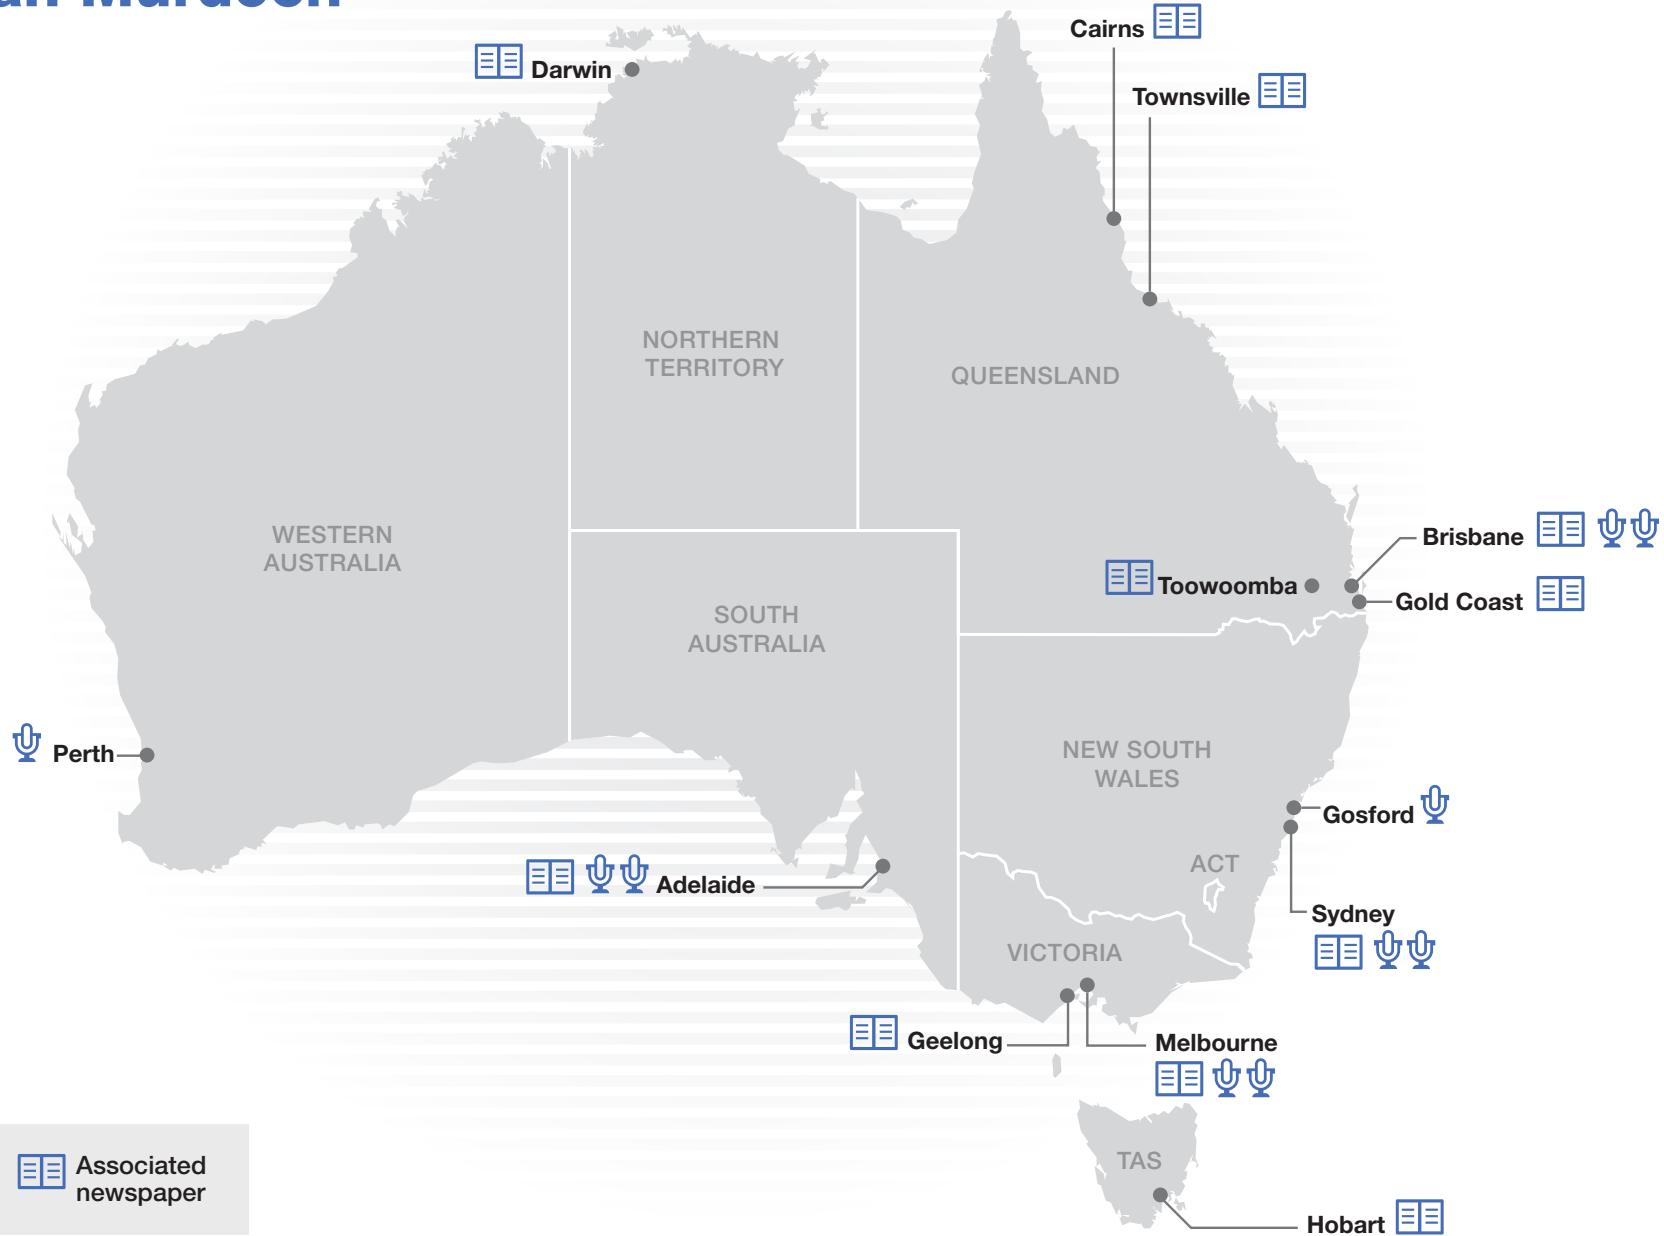 Murdoch
Cairns
Darwin
Townsville
NORTHERN
TERRITORY
QUEENSLAND
WESTERN
AUSTRALIA
Brisbane
Toowoomba
Gold Coast
SOUTH
AUSTRALIA
Perth
NEW SOUTH
WALES
Gosford
ACT
Adelaide
Sydney
VICTORIA
Geelong
Melbourne
Associated
newspaper
TAS
Hobart